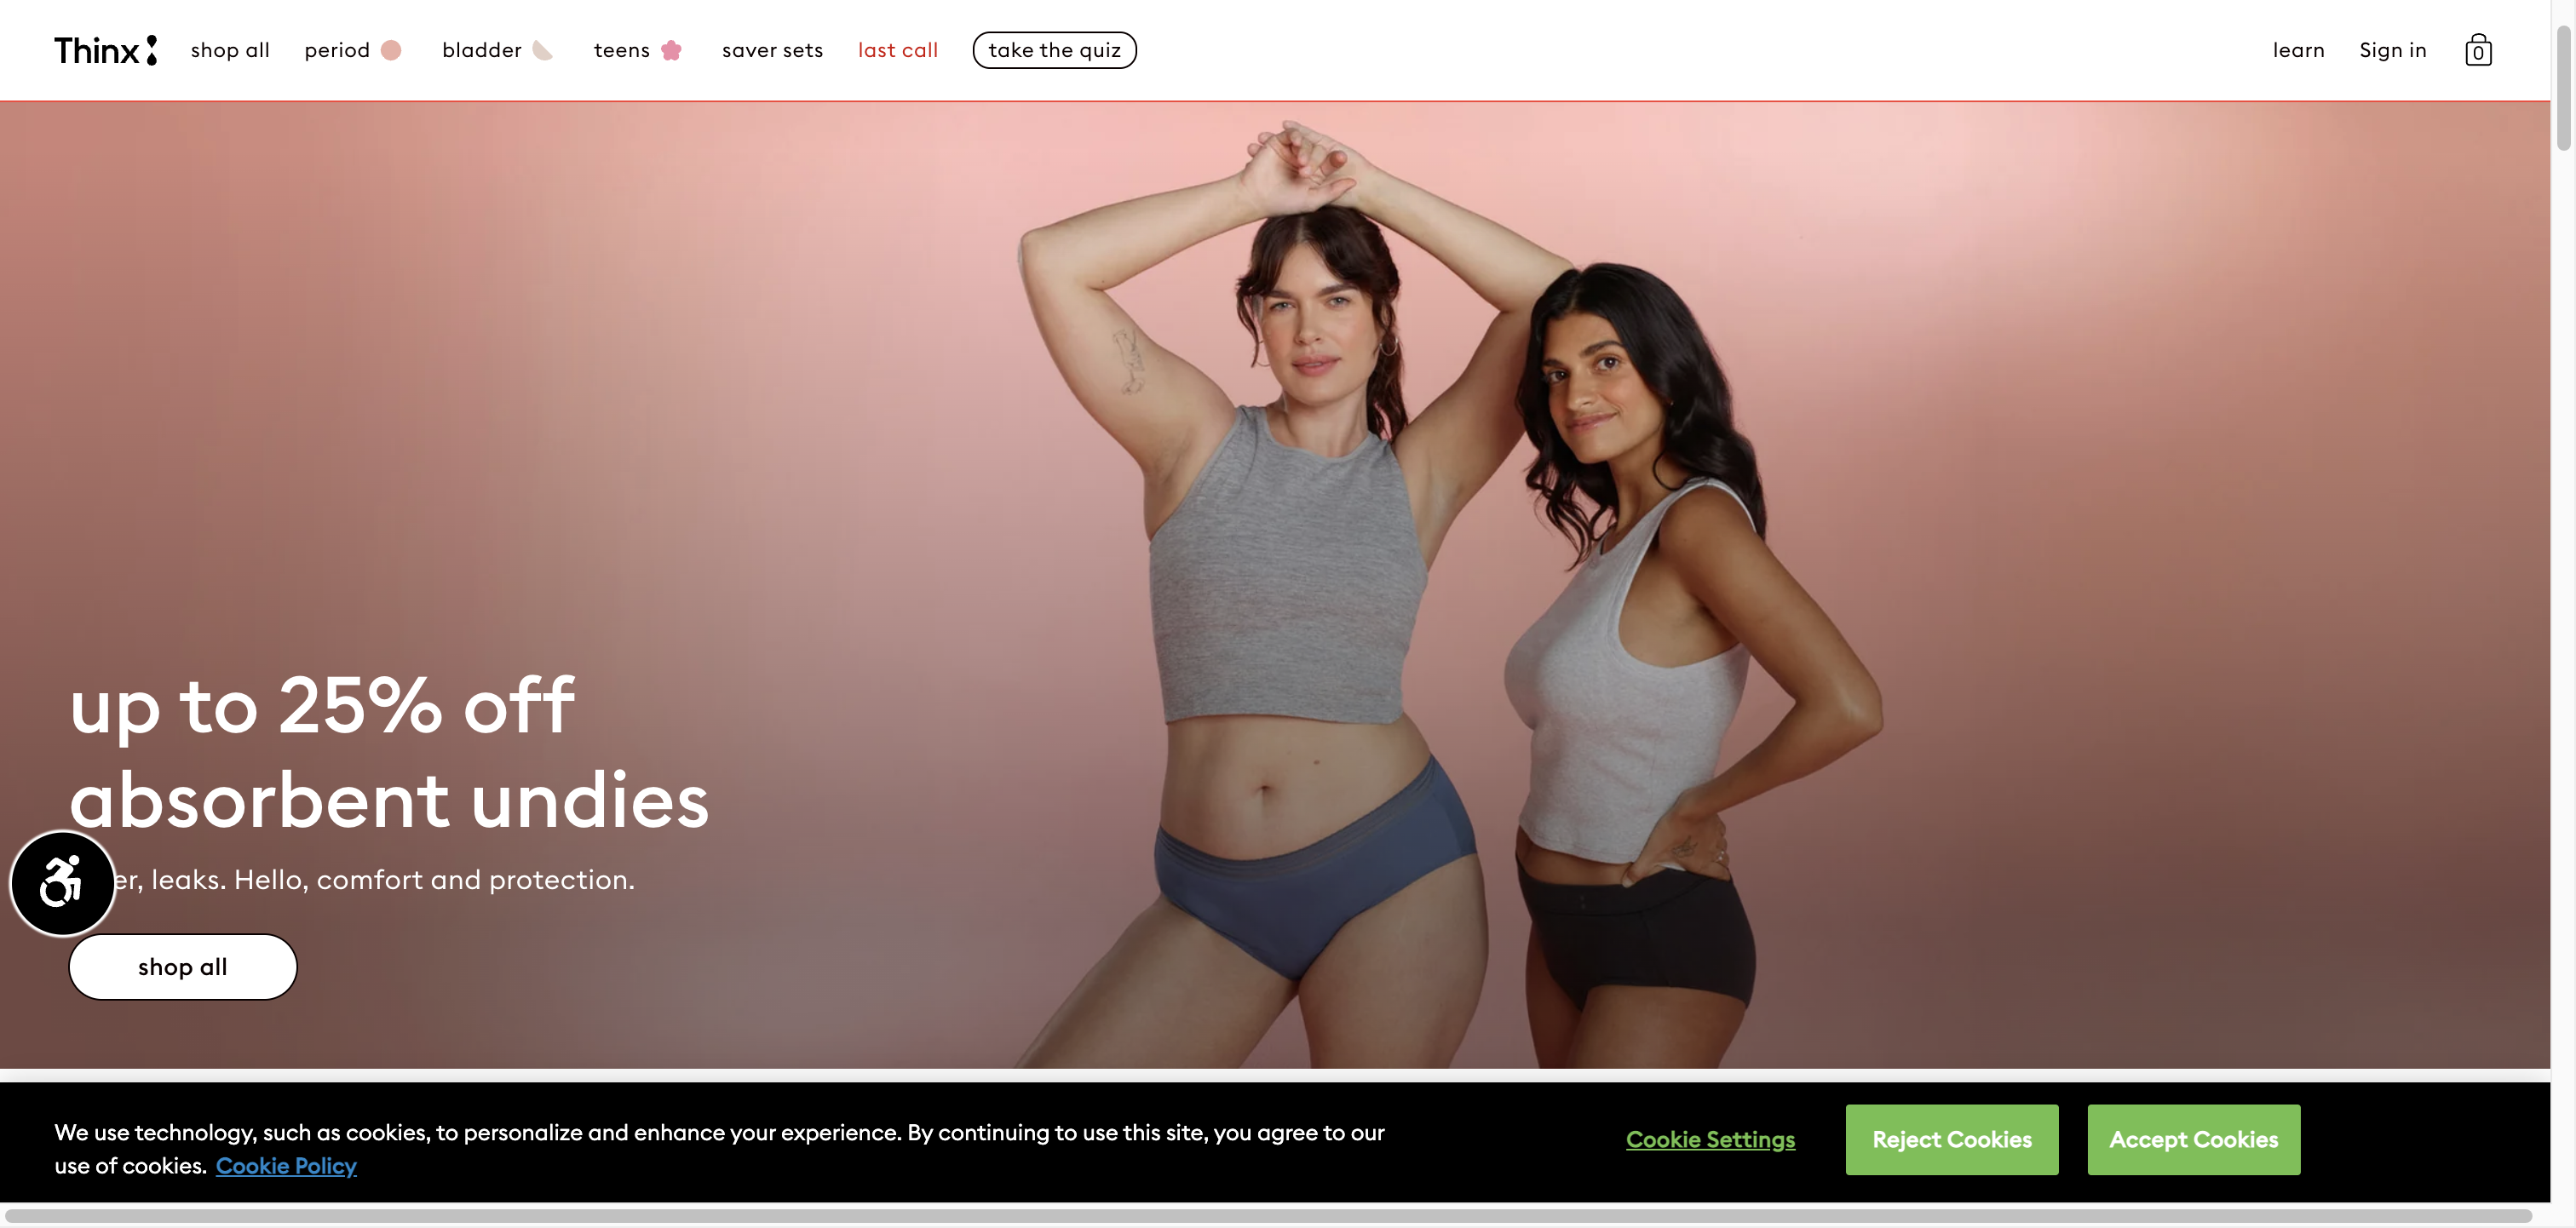 Thinx
shop all
period
bladder
teens
saver sets
last call
take the quiz
learn
Sign in
0
up to 25% off
absorbent undies
er, leaks. Hello, comfort and protection.
shop all
We use technology, such as cookies, to personalize and enhance your experience. By continuing to use this site, you agree to our
use of cookies. Cookie Policy
Cookie Settings
Reject Cookies
Accept Cookies